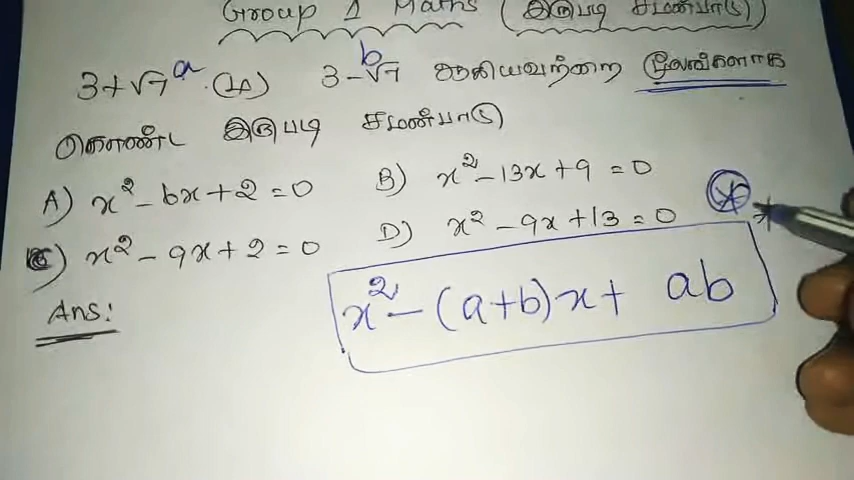 Group 1 Maths (இருபடி சமன்பாடு)
3+√7 a (மற்றும்) 3-√7 b ஆகியவற்றை மூலங்களாக
கொண்ட இருபடி சமன்பாடு
A) x² - 6x + 2 = 0 B) x² - 13x + 9 = 0
C) x² - 9x + 2 = 0 D) x² - 9x + 13 = 0
Ans:
x² - (a+b)x + ab